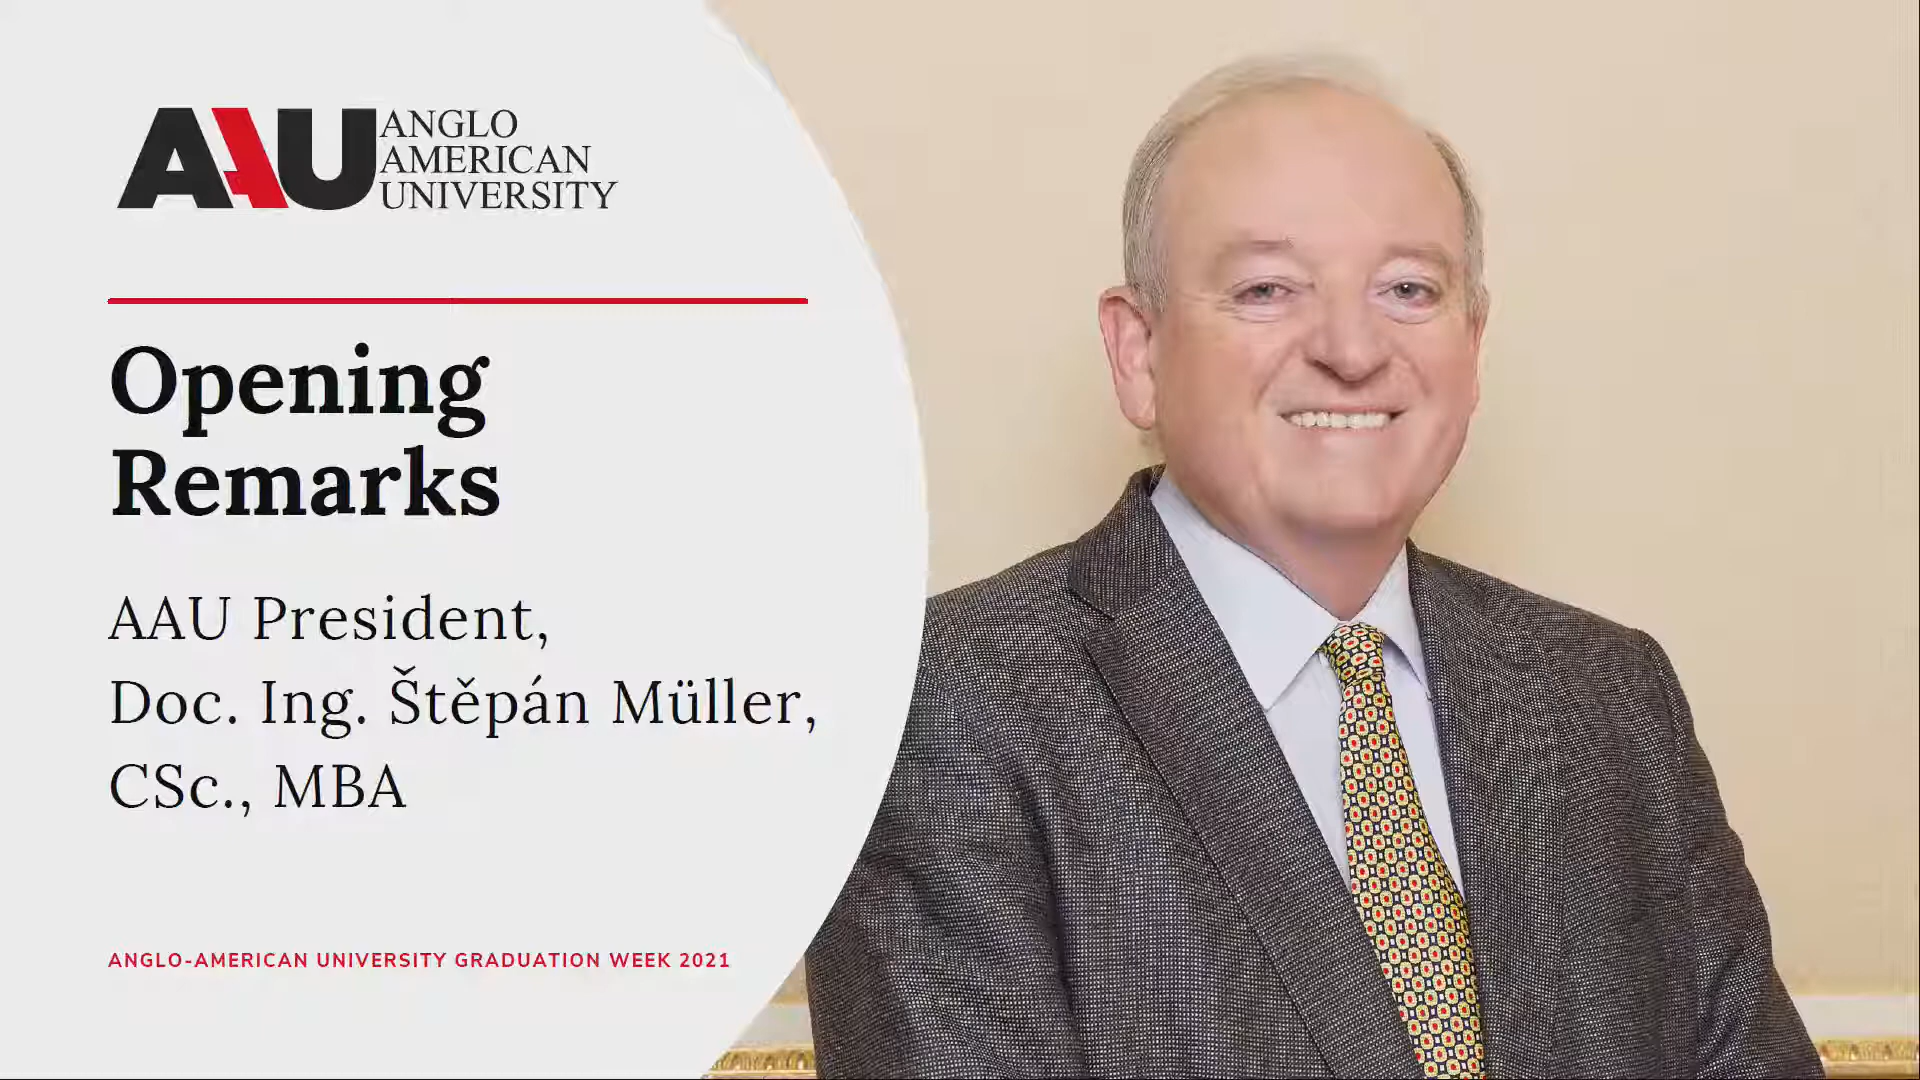 AAU
ANGLO
AMERICAN
UNIVERSITY
Opening
Remarks
AAU President,
Doc. Ing. Štěpán Müller,
CSc., MBA
ANGLO-AMERICAN UNIVERSITY GRADUATION WEEK 2021